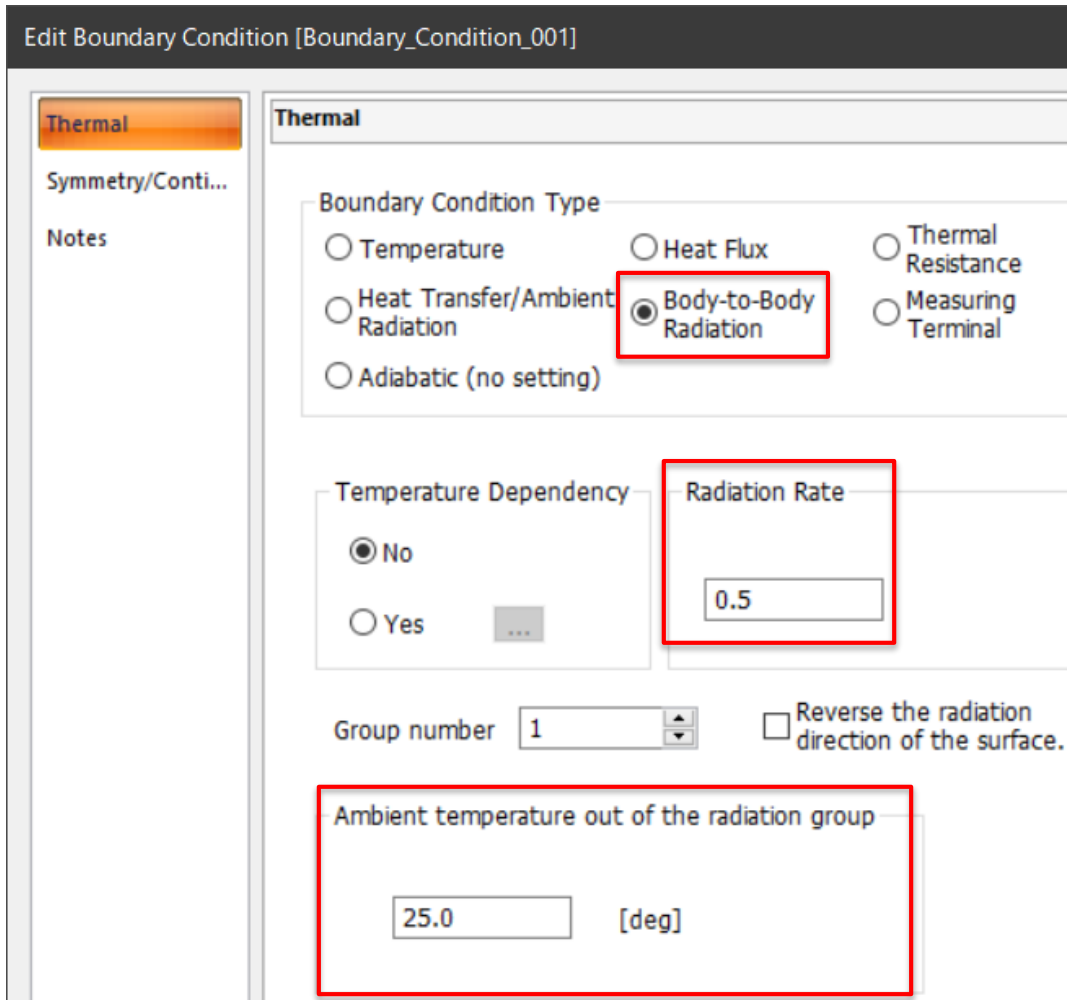 Edit Boundary Condition [Boundary_Condition_001]
Thermal
Symmetry/Conti...
Notes
Thermal
Boundary Condition Type
Temperature
Heat Flux
Thermal
Resistance
Heat Transfer/Ambient
Radiation
Body-to-Body
Radiation
Measuring
Terminal
Adiabatic (no setting)
Temperature Dependency
No
Yes
...
Radiation Rate
0.5
Group number 1
Reverse the radiation
direction of the surface.
Ambient temperature out of the radiation group
25.0 [deg]